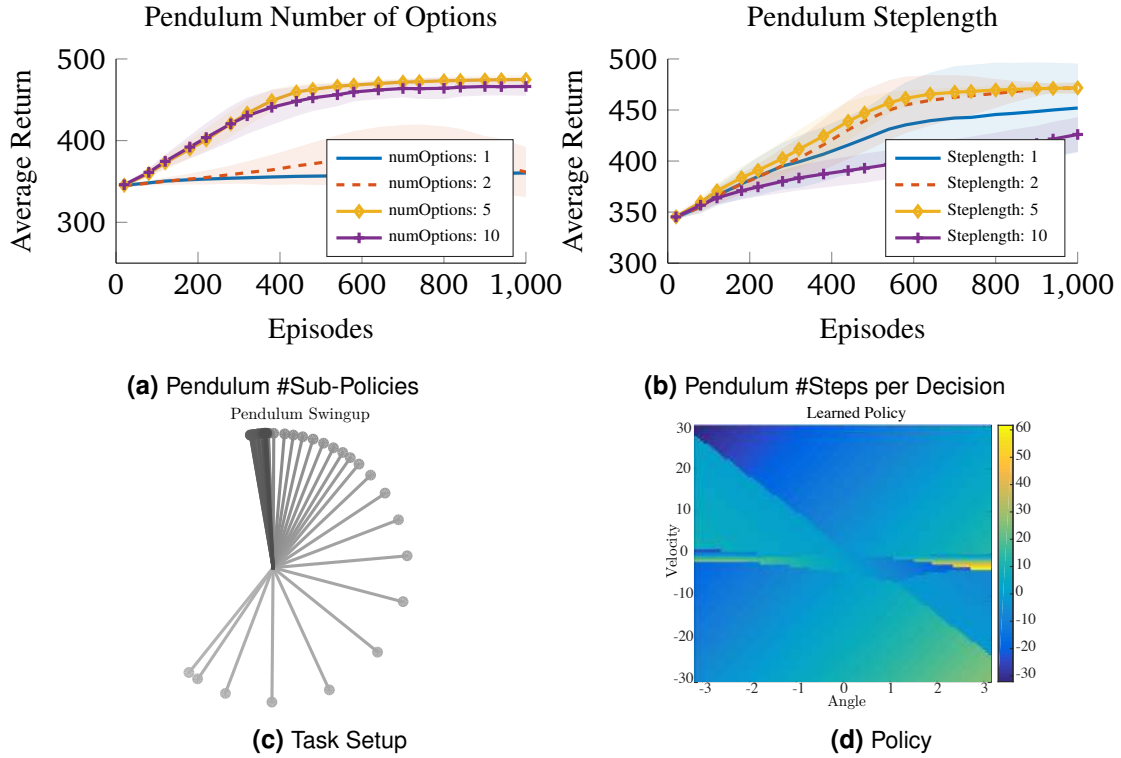 Pendulum Number of Options
Average Return
500
400
300
0 200 400 600 800 1,000
Episodes
numOptions: 1
numOptions: 2
numOptions: 5
numOptions: 10
(a) Pendulum #Sub-Policies
Pendulum Steplength
Average Return
500
450
400
350
300
0 200 400 600 800 1,000
Episodes
Steplength: 1
Steplength: 2
Steplength: 5
Steplength: 10
(b) Pendulum #Steps per Decision
Pendulum Swingup
(c) Task Setup
Learned Policy
Velocity
30
20
10
0
-10
-20
-30
-3 -2 -1 0 1 2 3
Angle
60
50
40
30
20
10
0
-10
-20
-30
(d) Policy